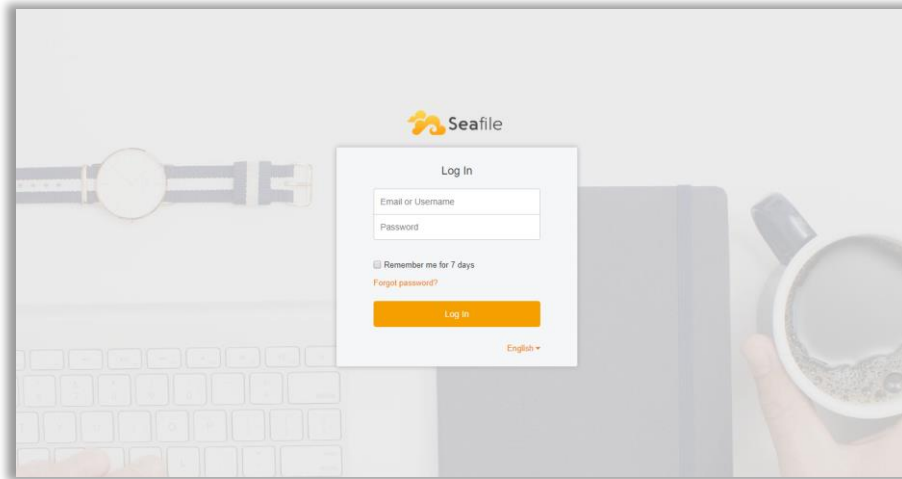 Seafile
Log In
Email or Username
Password
Remember me for 7 days
Forgot password?
Log In
English